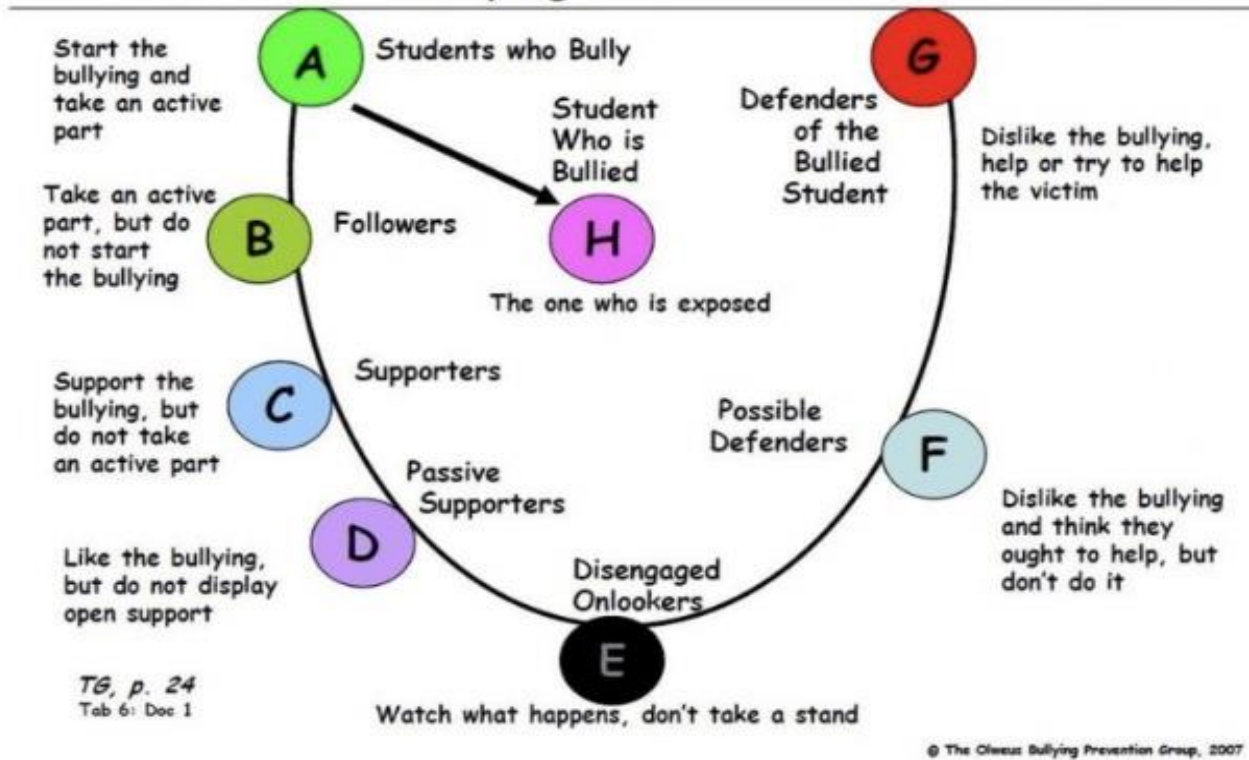 Start the
bullying and
take an active
part
A
Students who Bully
Student
Who is
Bullied
H
The one who is exposed
G
Defenders
of the
Bullied
Student
Dislike the bullying,
help or try to help
the victim
Take an active
part, but do
not start
the bullying
B
Followers
Support the
bullying, but
do not take
an active part
C
Supporters
Possible
Defenders
F
Dislike the bullying
and think they
ought to help, but
don't do it
Passive
Supporters
D
Like the bullying,
but do not display
open support
Disengaged
Onlookers
E
Watch what happens, don't take a stand
TG, p. 24
Tab 6: Doc 1
© The Olweus Bullying Prevention Group, 2007